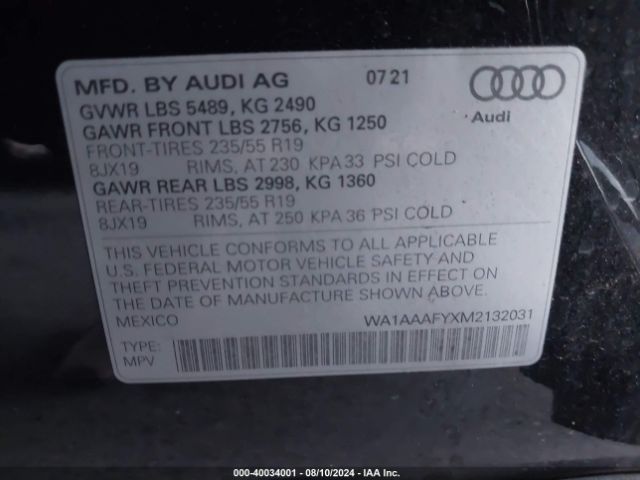 MFD. BY AUDI AG 07 21
GVWR LBS 5489, KG 2490
GAWR FRONT LBS 2756, KG 1250
FRONT-TIRES 235/55 R19
8JX19 RIMS, AT 230 KPA 33 PSI COLD
GAWR REAR LBS 2998, KG 1360
REAR-TIRES 235/55 R19
8JX19 RIMS, AT 250 KPA 36 PSI COLD
Audi
THIS VEHICLE CONFORMS TO ALL APPLICABLE
U.S. FEDERAL MOTOR VEHICLE SAFETY AND
THEFT PREVENTION STANDARDS IN EFFECT ON
THE DATE OF MANUFACTURE SHOWN ABOVE.
MEXICO WA1AAAFYXM2132031
TYPE:
MPV
000-40034001 - 08/10/2024 - IAA Inc.